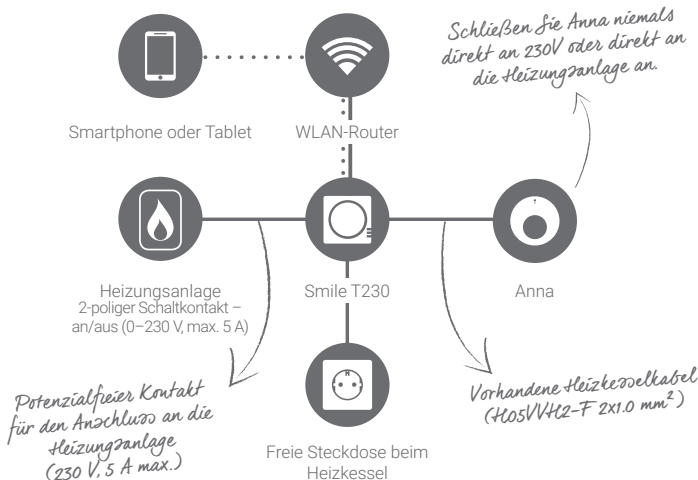 Schließen Sie Anna niemals
direkt an 230V oder direkt an
die Heizungsanlage an.
Smartphone oder Tablet
WLAN-Router
Heizungsanlage
2-poliger Schaltkontakt –
an/aus (0–230 V, max. 5 A)
Smile T230
Anna
Potenzialfreier Kontakt
für den Anschluss an die
Heizungsanlage
(230 V, 5 A max.)
Vorhandene Heizkesselkabel
(H05VVH2-F 2x1.0 mm²)
Freie Steckdose beim
Heizkessel